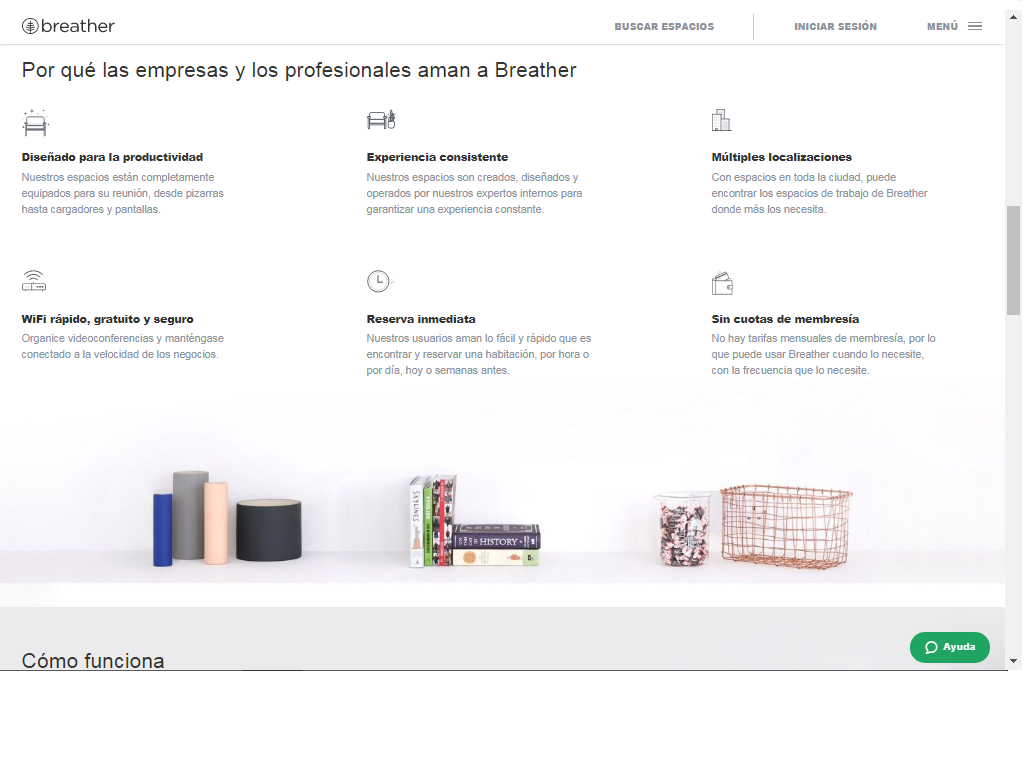 breather
BUSCAR ESPACIOS
INICIAR SESIÓN
MENÚ
Por qué las empresas y los profesionales aman a Breather
Diseñado para la productividad
Nuestros espacios están completamente
equipados para su reunión, desde pizarras
hasta cargadores y pantallas.
Experiencia consistente
Nuestros espacios son creados, diseñados y
operados por nuestros expertos internos para
garantizar una experiencia constante.
Múltiples localizaciones
Con espacios en toda la ciudad, puede
encontrar los espacios de trabajo de Breather
donde más los necesita.
WiFi rápido, gratuito y seguro
Organice videoconferencias y manténgase
conectado a la velocidad de los negocios.
Reserva inmediata
Nuestros usuarios aman lo fácil y rápido que es
encontrar y reservar una habitación, por hora o
por día, hoy o semanas antes.
Sin cuotas de membresía
No hay tarifas mensuales de membresía, por lo
que puede usar Breather cuando lo necesite,
con la frecuencia que lo necesite.
SKYLINES
HISTORY
Cómo funciona
Ayuda